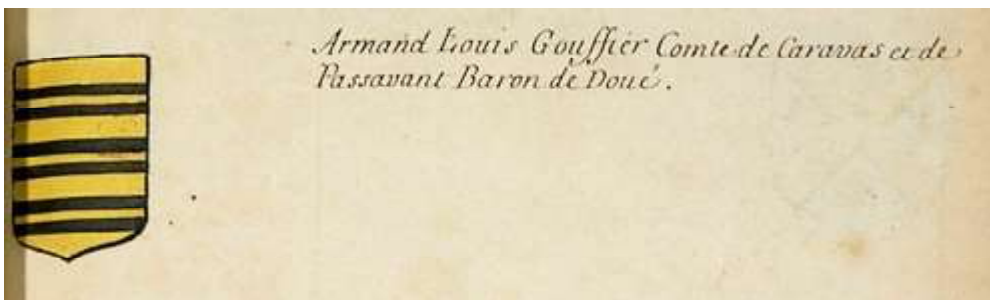 Armand Louis Gouffier Comte de Caravas et de
Passavant Baron de Doué.